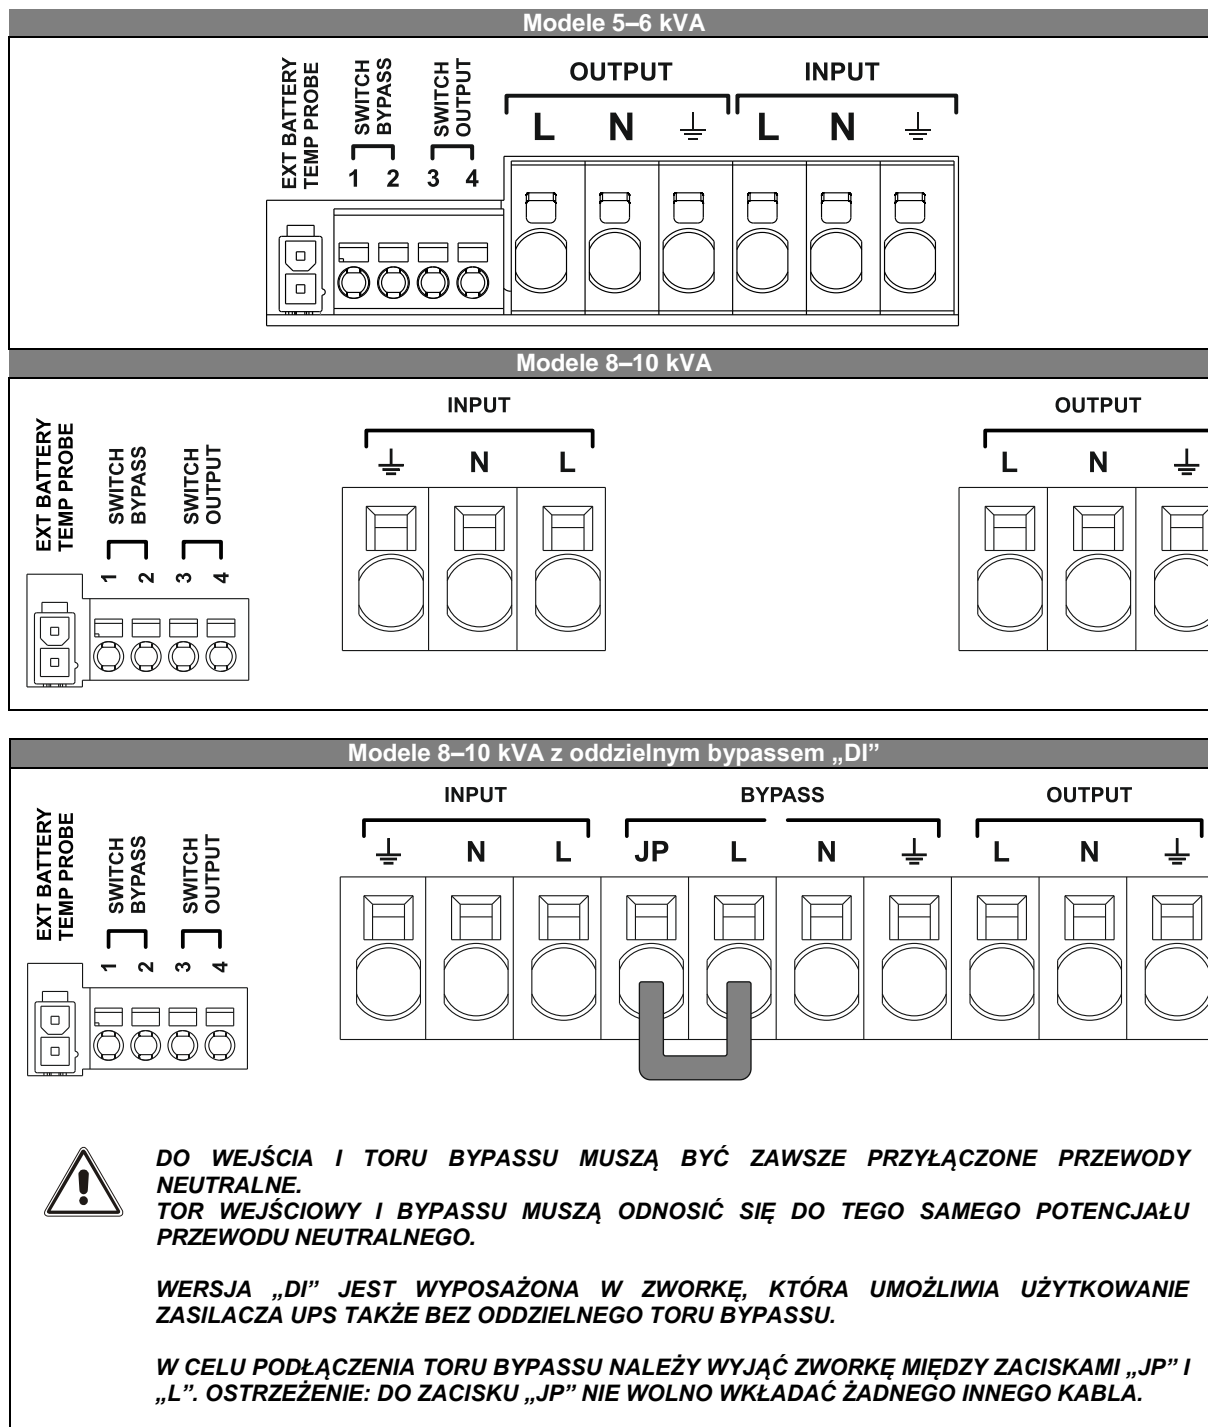 Modele 5–6 kVA
EXT BATTERY
TEMP PROBE
SWITCH
BYPASS
SWITCH
OUTPUT
OUTPUT
INPUT
1 2 3 4
L N L N
Modele 8–10 kVA
EXT BATTERY
TEMP PROBE
SWITCH
BYPASS
SWITCH
OUTPUT
1 2 3 4
INPUT
N L
OUTPUT
L N
Modele 8–10 kVA z oddzielnym bypassem „DI”
EXT BATTERY
TEMP PROBE
SWITCH
BYPASS
SWITCH
OUTPUT
1 2 3 4
INPUT
BYPASS
OUTPUT
N L JP L N L N
DO WEJŚCIA I TORU BYPASSU MUSZĄ BYĆ ZAWSZE PRZYŁĄCZONE PRZEWODY
NEUTRALNE.
TOR WEJŚCIOWY I BYPASSU MUSZĄ ODNOSIĆ SIĘ DO TEGO SAMEGO POTENCJAŁU
PRZEWODU NEUTRALNEGO.
WERSJA „DI” JEST WYPOSAŻONA W ZWORKĘ, KTÓRA UMOŻLIWIA UŻYTKOWANIE
ZASILACZA UPS TAKŻE BEZ ODDZIELNEGO TORU BYPASSU.
W CELU PODŁĄCZENIA TORU BYPASSU NALEŻY WYJĄĆ ZWORKĘ MIĘDZY ZACISKAMI „JP” I
„L”. OSTRZEŻENIE: DO ZACISKU „JP” NIE WOLNO WKŁADAĆ ŻADNEGO INNEGO KABLA.